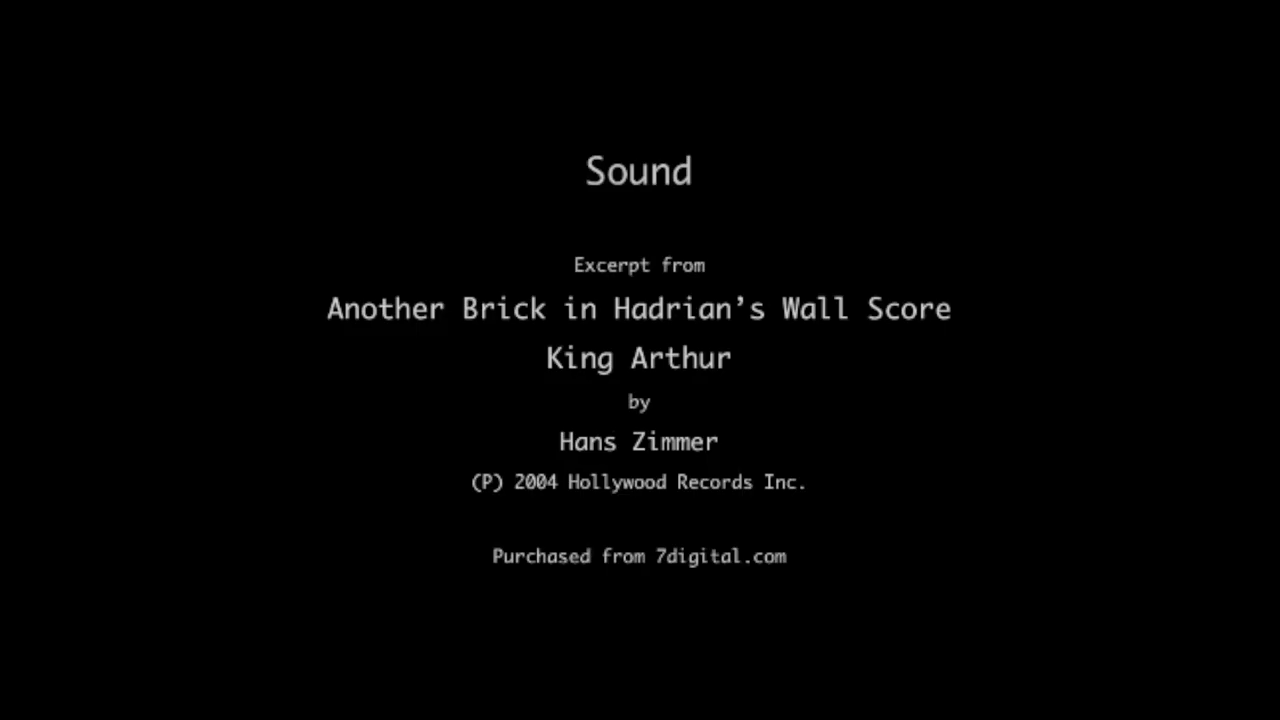 Sound
Excerpt from
Another Brick in Hadrian’s Wall Score
King Arthur
by
Hans Zimmer
(P) 2004 Hollywood Records Inc.
Purchased from 7digital.com